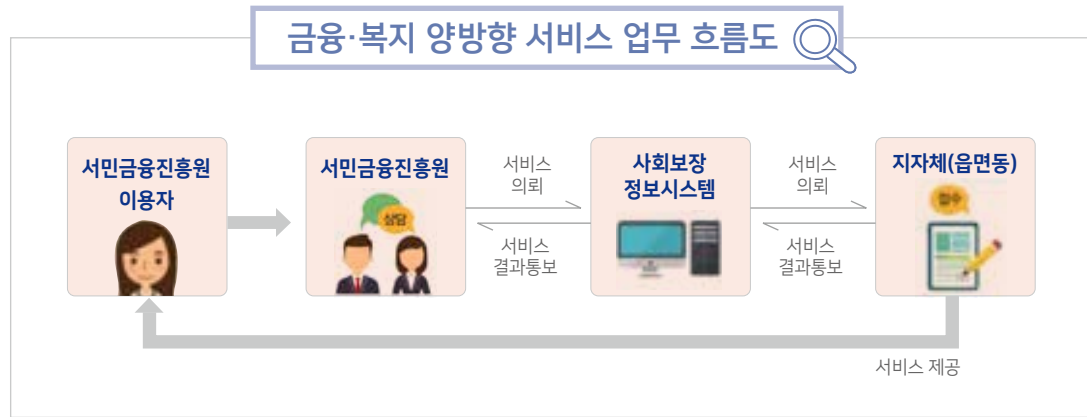 금융·복지 양방향 서비스 업무 흐름도
서민금융진흥원
이용자
서민금융진흥원
상담
서비스
의뢰
서비스
결과통보
사회보장
정보시스템
서비스
의뢰
서비스
결과통보
지자체(읍면동)
접수
서비스 제공